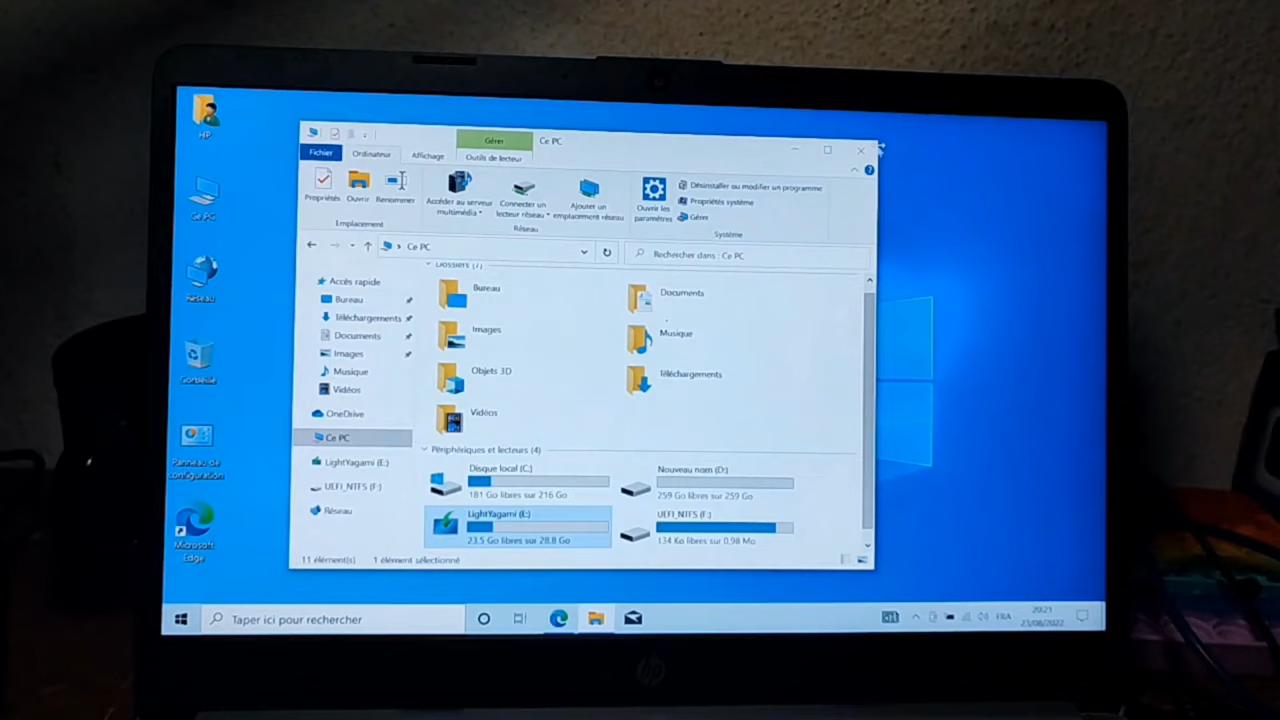 HP
Ce PC
Réseau
Corbeille
Panneau de
configuration
Microsoft
Edge
Gérer
Ce PC
Fichier
Ordinateur
Affichage
Outils de lecteur
Propriétés
Ouvrir
Renommer
Emplacement
Accéder au serveur
multimédia
Connecter un
lecteur réseau
Ajouter un
emplacement réseau
Réseau
Ouvrir les
paramètres
Désinstaller ou modifier un programme
Propriétés système
Gérer
Système
Ce PC
Rechercher dans : Ce PC
Accès rapide
Bureau
Téléchargements
Documents
Images
Musique
Vidéos
OneDrive
Ce PC
LightYagami (E:)
UEFI_NTFS (F:)
Réseau
Dossiers (7)
Bureau
Documents
Images
Musique
Objets 3D
Téléchargements
Vidéos
Périphériques et lecteurs (4)
Disque local (C:)
181 Go libres sur 216 Go
Nouveau nom (D:)
259 Go libres sur 259 Go
LightYagami (E:)
23.5 Go libres sur 28.8 Go
UEFI_NTFS (F:)
134 Ko libres sur 0,98 Mo
11 élément(s)
1 élément sélectionné
Taper ici pour rechercher
FRA
20:21
23/08/2022
hp